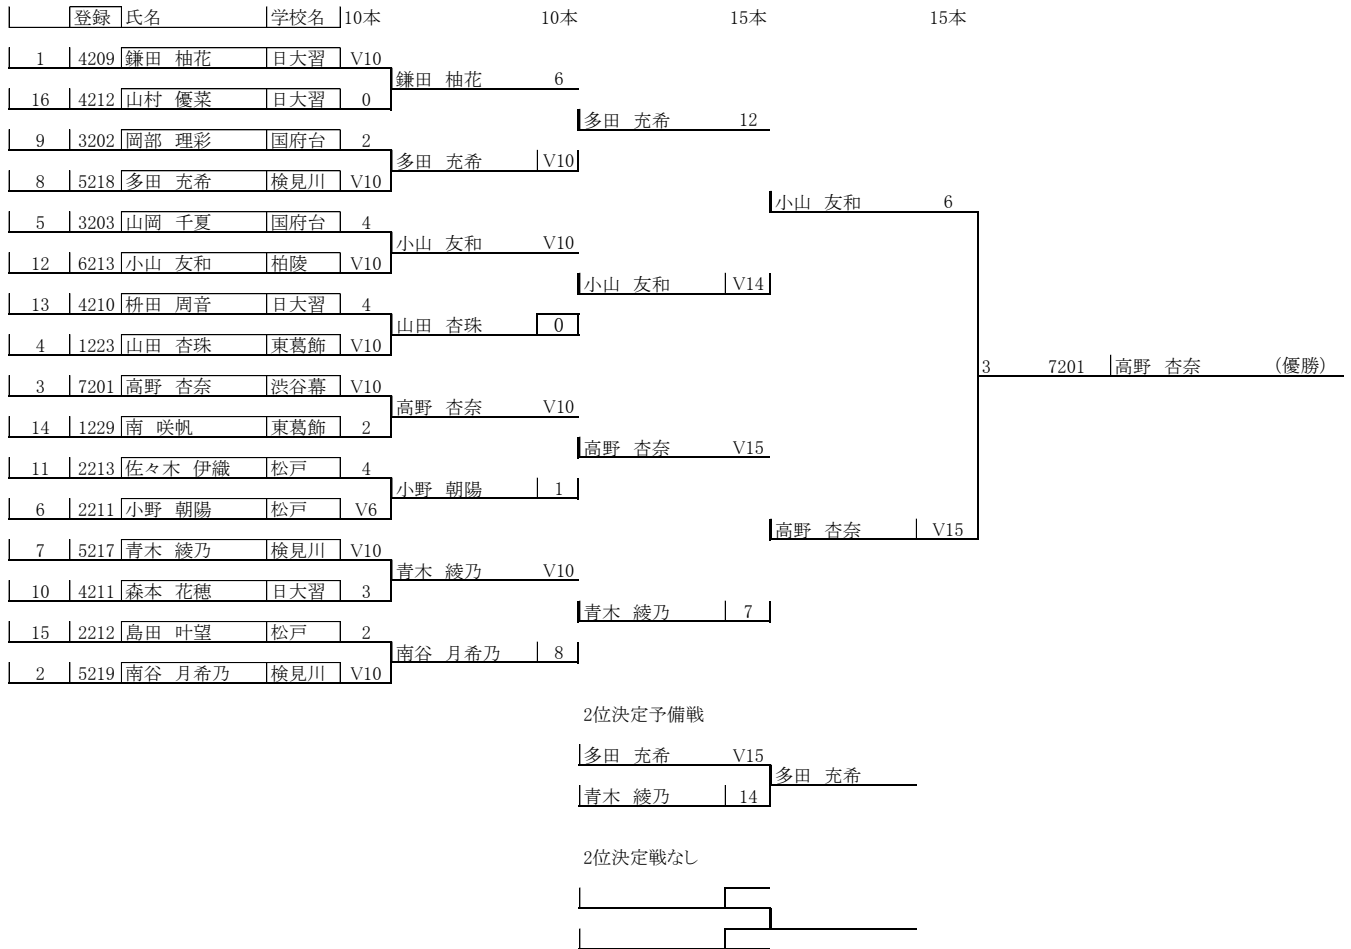 登録 氏名 学校名 10本 10本 15本 15本
1 4209 鎌田 柚花 日大習 V10
鎌田 柚花 6
16 4212 山村 優菜 日大習 0
多田 充希 12
9 3202 岡部 理彩 国府台 2
多田 充希 V10
8 5218 多田 充希 検見川 V10
小山 友和 6
5 3203 山岡 千夏 国府台 4
小山 友和 V10
12 6213 小山 友和 柏陵 V10
小山 友和 V14
13 4210 枡田 周音 日大習 4
山田 杏珠 0
4 1223 山田 杏珠 東葛飾 V10
3 7201 高野 杏奈 (優勝)
3 7201 高野 杏奈 渋谷幕 V10
高野 杏奈 V10
14 1229 南 咲帆 東葛飾 2
高野 杏奈 V15
11 2213 佐々木 伊織 松戸 4
小野 朝陽 1
6 2211 小野 朝陽 松戸 V6
高野 杏奈 V15
7 5217 青木 綾乃 検見川 V10
青木 綾乃 V10
10 4211 森本 花穂 日大習 3
青木 綾乃 7
15 2212 島田 叶望 松戸 2
南谷 月希乃 8
2 5219 南谷 月希乃 検見川 V10
2位決定予備戦
多田 充希 V15
多田 充希
青木 綾乃 14
2位決定戦なし